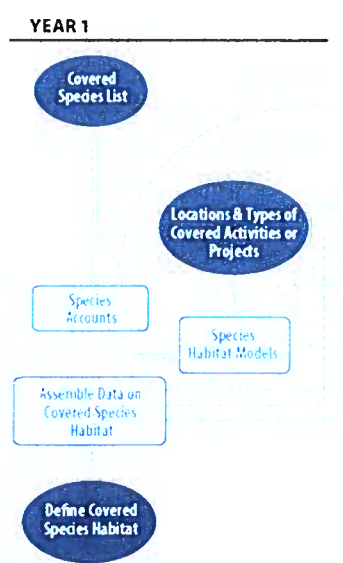 YEAR 1
Covered
Species List
Locations & Types of
Covered Activities or
Projects
Species
Accounts
Species
Habitat Models
Assemble Data on
Covered Species
Habitat
Define Covered
Species Habitat